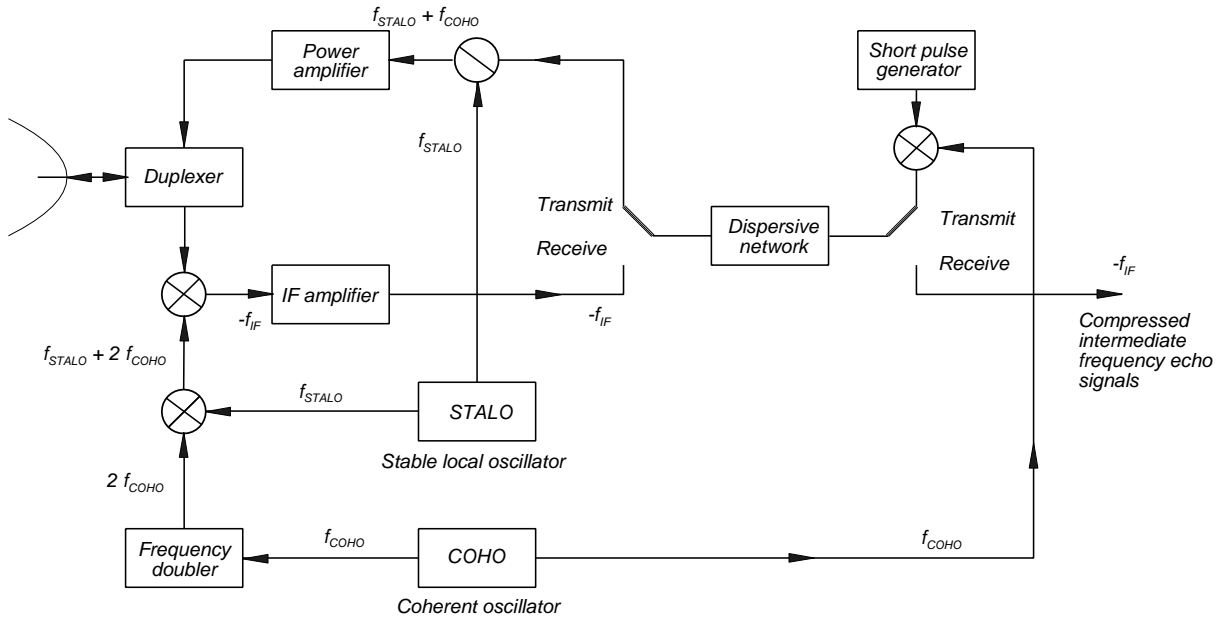 f_STALO + f_COHO
Power
amplifier
Short pulse
generator
f_STALO
Duplexer
Transmit
Receive
Dispersive
network
Transmit
Receive
-f_IF
IF amplifier
-f_IF
-f_IF
Compressed
intermediate
frequency echo
signals
f_STALO + 2 f_COHO
f_STALO
STALO
Stable local oscillator
2 f_COHO
Frequency
doubler
f_COHO
COHO
f_COHO
Coherent oscillator